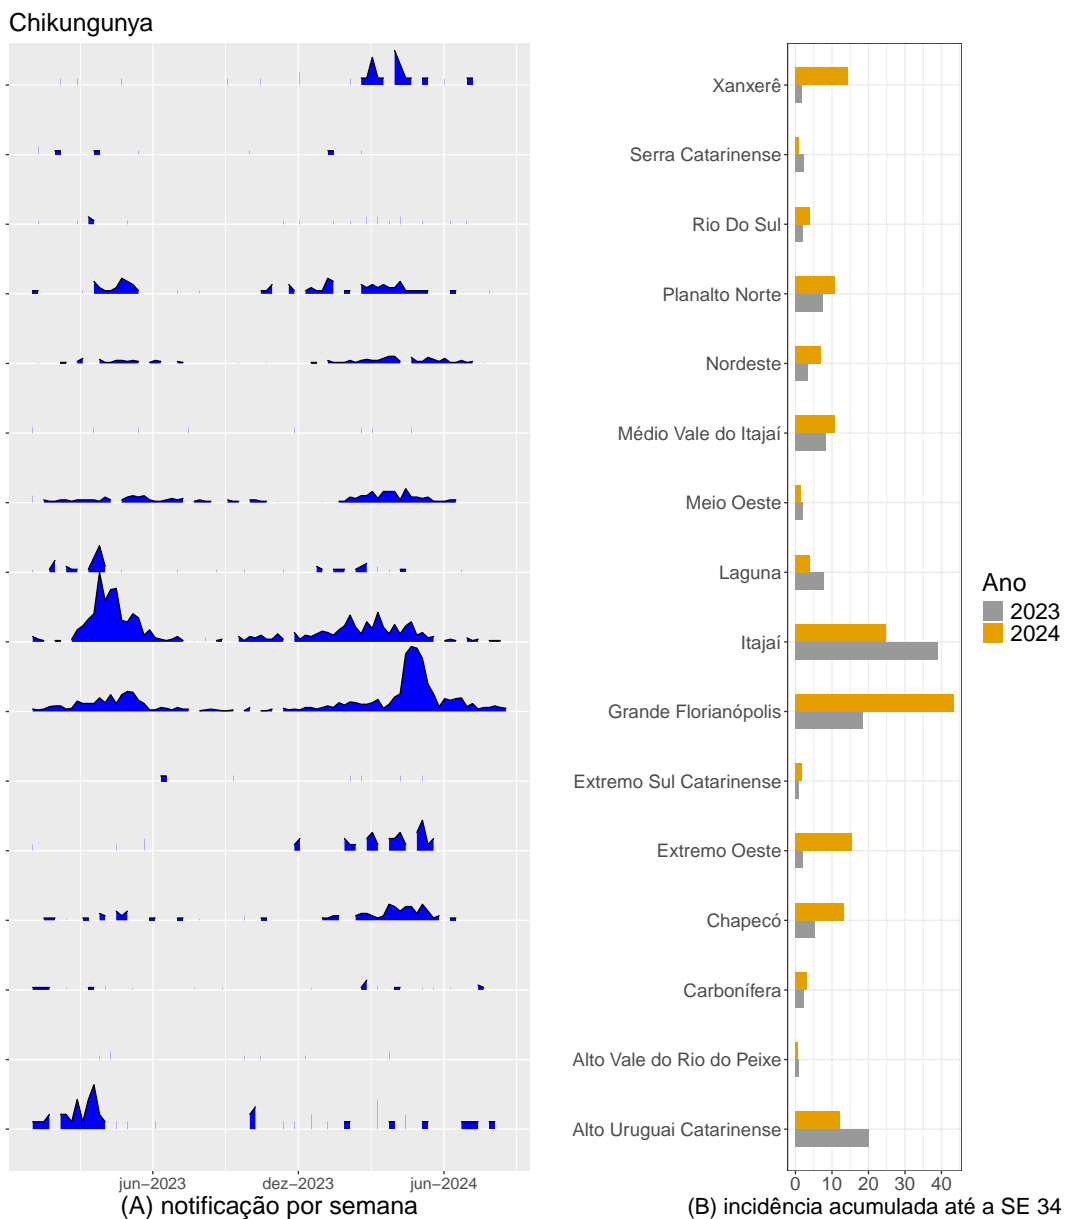 Chikungunya
Xanxerê
Serra Catarinense
Rio Do Sul
Planalto Norte
Nordeste
Médio Vale do Itajaí
Meio Oeste
Laguna
Itajaí
Grande Florianópolis
Extremo Sul Catarinense
Extremo Oeste
Chapecó
Carbonífera
Alto Vale do Rio do Peixe
Alto Uruguai Catarinense
Ano
2023
2024
jun−2023 dez−2023 jun−2024
(A) notificação por semana
0 10 20 30 40
(B) incidência acumulada até a SE 34